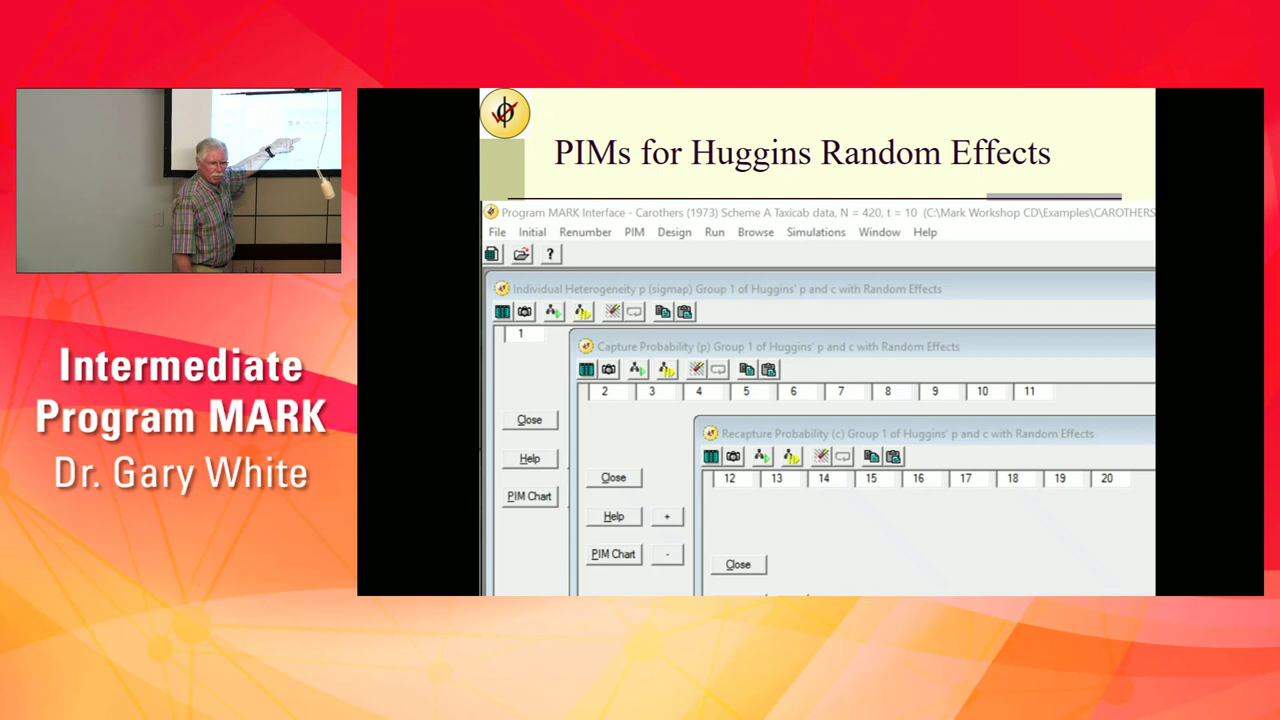 PIMs for Huggins Random Effects
Program MARK Interface - Carothers (1973) Scheme A Taxicab data, N = 420, t = 10 (C:\Mark Workshop CD\Examples\CAROTHERS
File Initial Renumber PIM Design Run Browse Simulations Window Help
?
Individual Heterogeneity p (sigmap) Group 1 of Huggins' p and c with Random Effects
1
Capture Probability (p) Group 1 of Huggins' p and c with Random Effects
2 3 4 5 6 7 8 9 10 11
Close
Recapture Probability (c) Group 1 of Huggins' p and c with Random Effects
Help
12 13 14 15 16 17 18 19 20
Close
PIM Chart
Help +
PIM Chart -
Close
Intermediate
Program MARK
Dr. Gary White